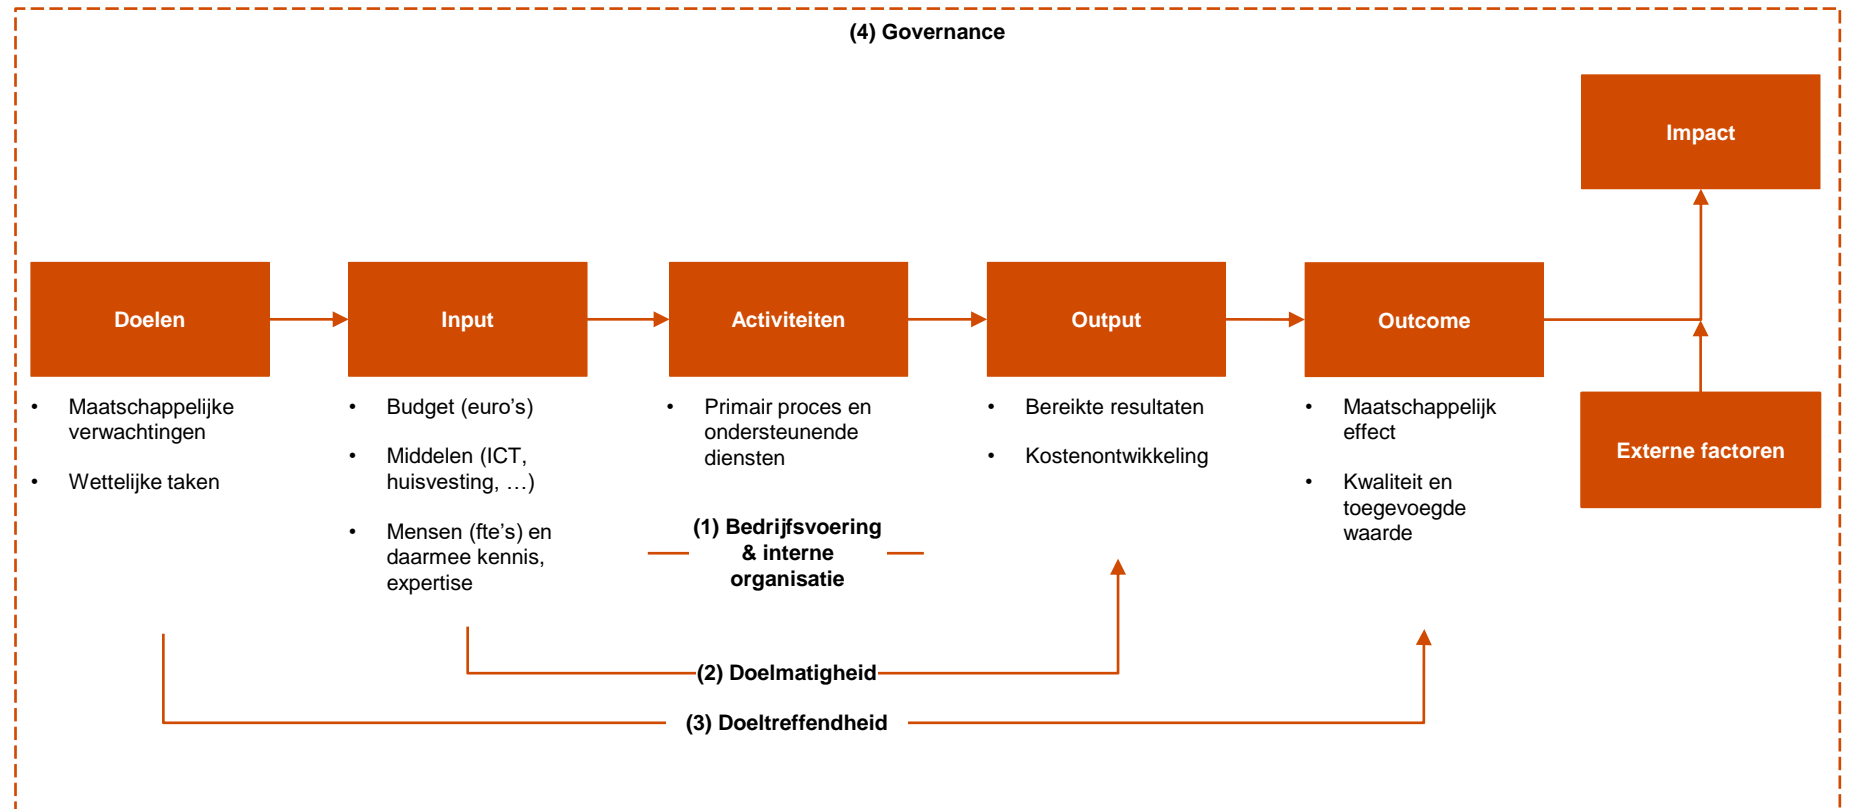 (4) Governance
Impact
Doelen
Input
Activiteiten
Output
Outcome
Externe factoren
• Maatschappelijke
verwachtingen
• Wettelijke taken
• Budget (euro’s)
• Middelen (ICT,
huisvesting, …)
• Mensen (fte’s) en
daarmee kennis,
expertise
• Primair proces en
ondersteunende
diensten
• Bereikte resultaten
• Kostenontwikkeling
• Maatschappelijk
effect
• Kwaliteit en
toegevoegde
waarde
(1) Bedrijfsvoering
& interne
organisatie
(2) Doelmatigheid
(3) Doeltreffendheid